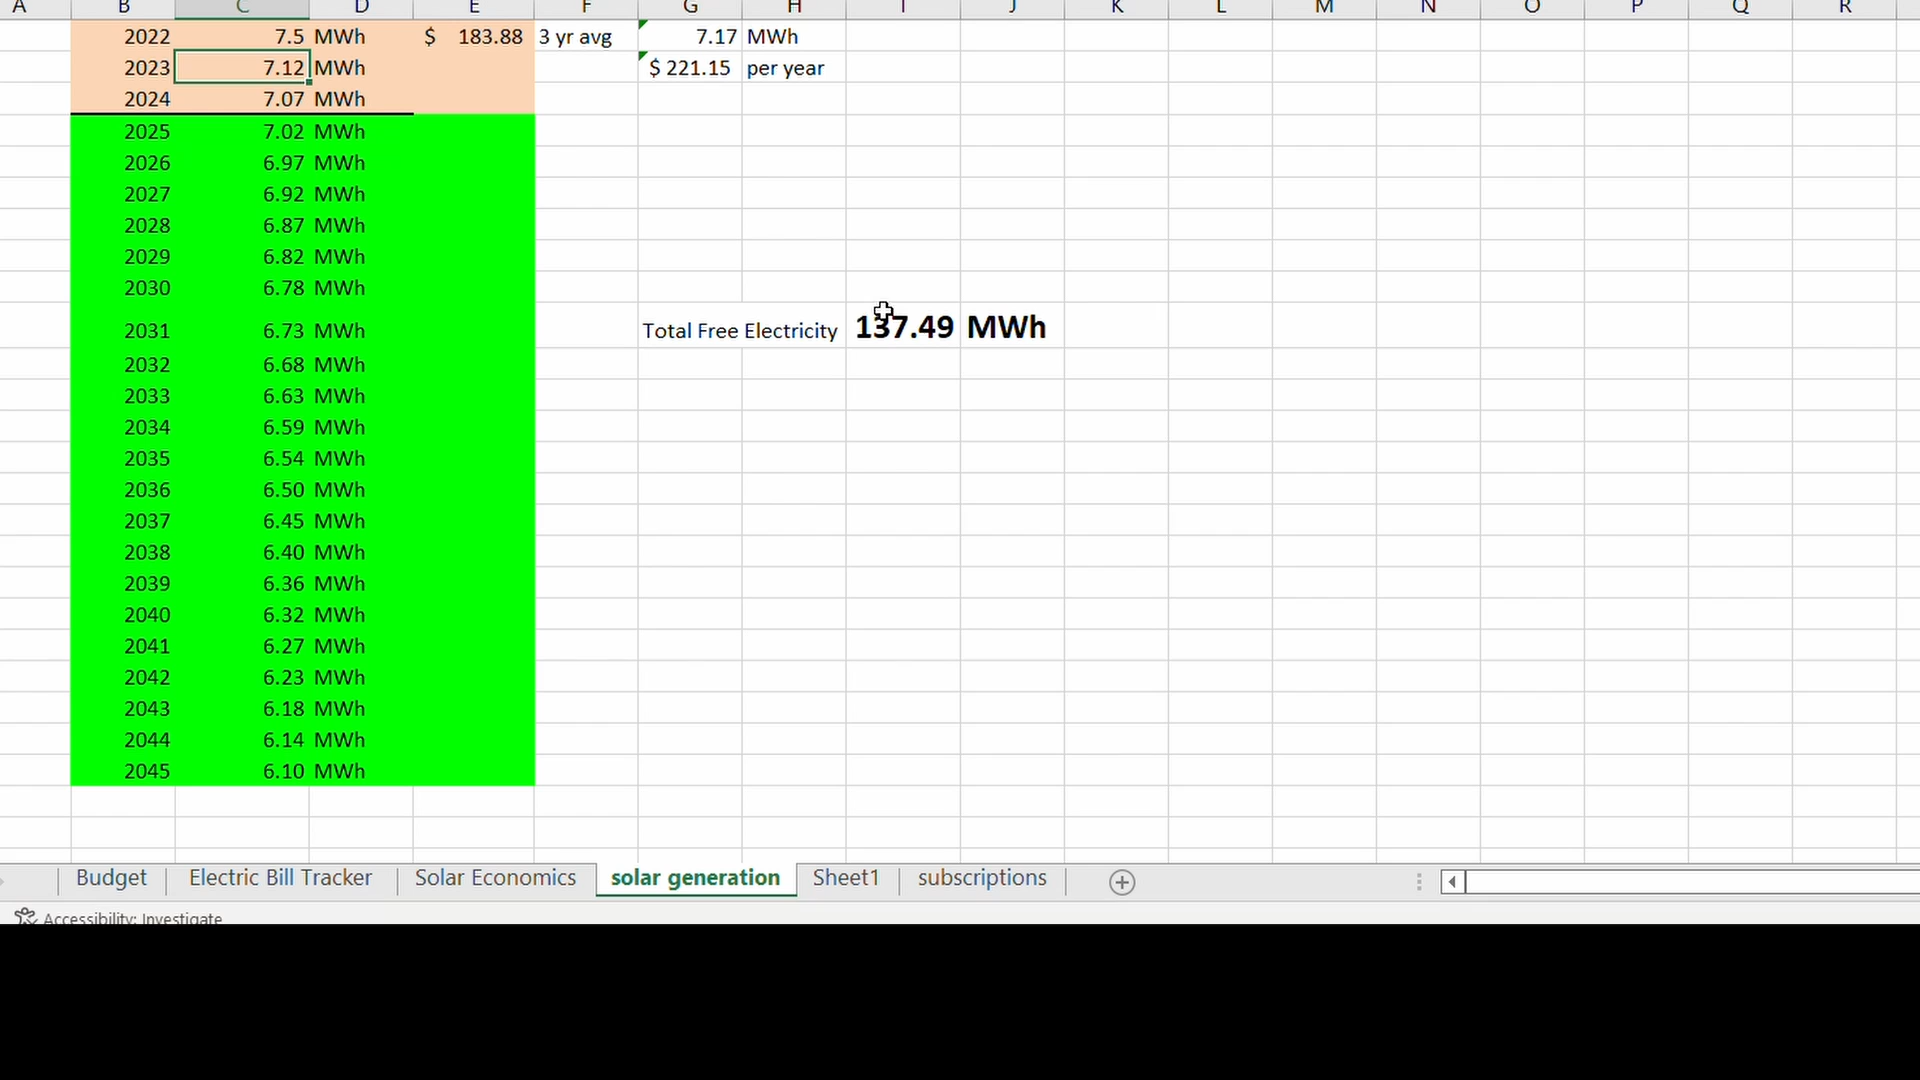 A B C D E F G H I J K L M N O P Q R
2022 7.5 MWh $ 183.88 3 yr avg 7.17 MWh
2023 7.12 MWh $ 221.15 per year
2024 7.07 MWh
2025 7.02 MWh
2026 6.97 MWh
2027 6.92 MWh
2028 6.87 MWh
2029 6.82 MWh
2030 6.78 MWh
2031 6.73 MWh Total Free Electricity 137.49 MWh
2032 6.68 MWh
2033 6.63 MWh
2034 6.59 MWh
2035 6.54 MWh
2036 6.50 MWh
2037 6.45 MWh
2038 6.40 MWh
2039 6.36 MWh
2040 6.32 MWh
2041 6.27 MWh
2042 6.23 MWh
2043 6.18 MWh
2044 6.14 MWh
2045 6.10 MWh
Budget Electric Bill Tracker Solar Economics solar generation Sheet1 subscriptions
Accessibility: Investigate